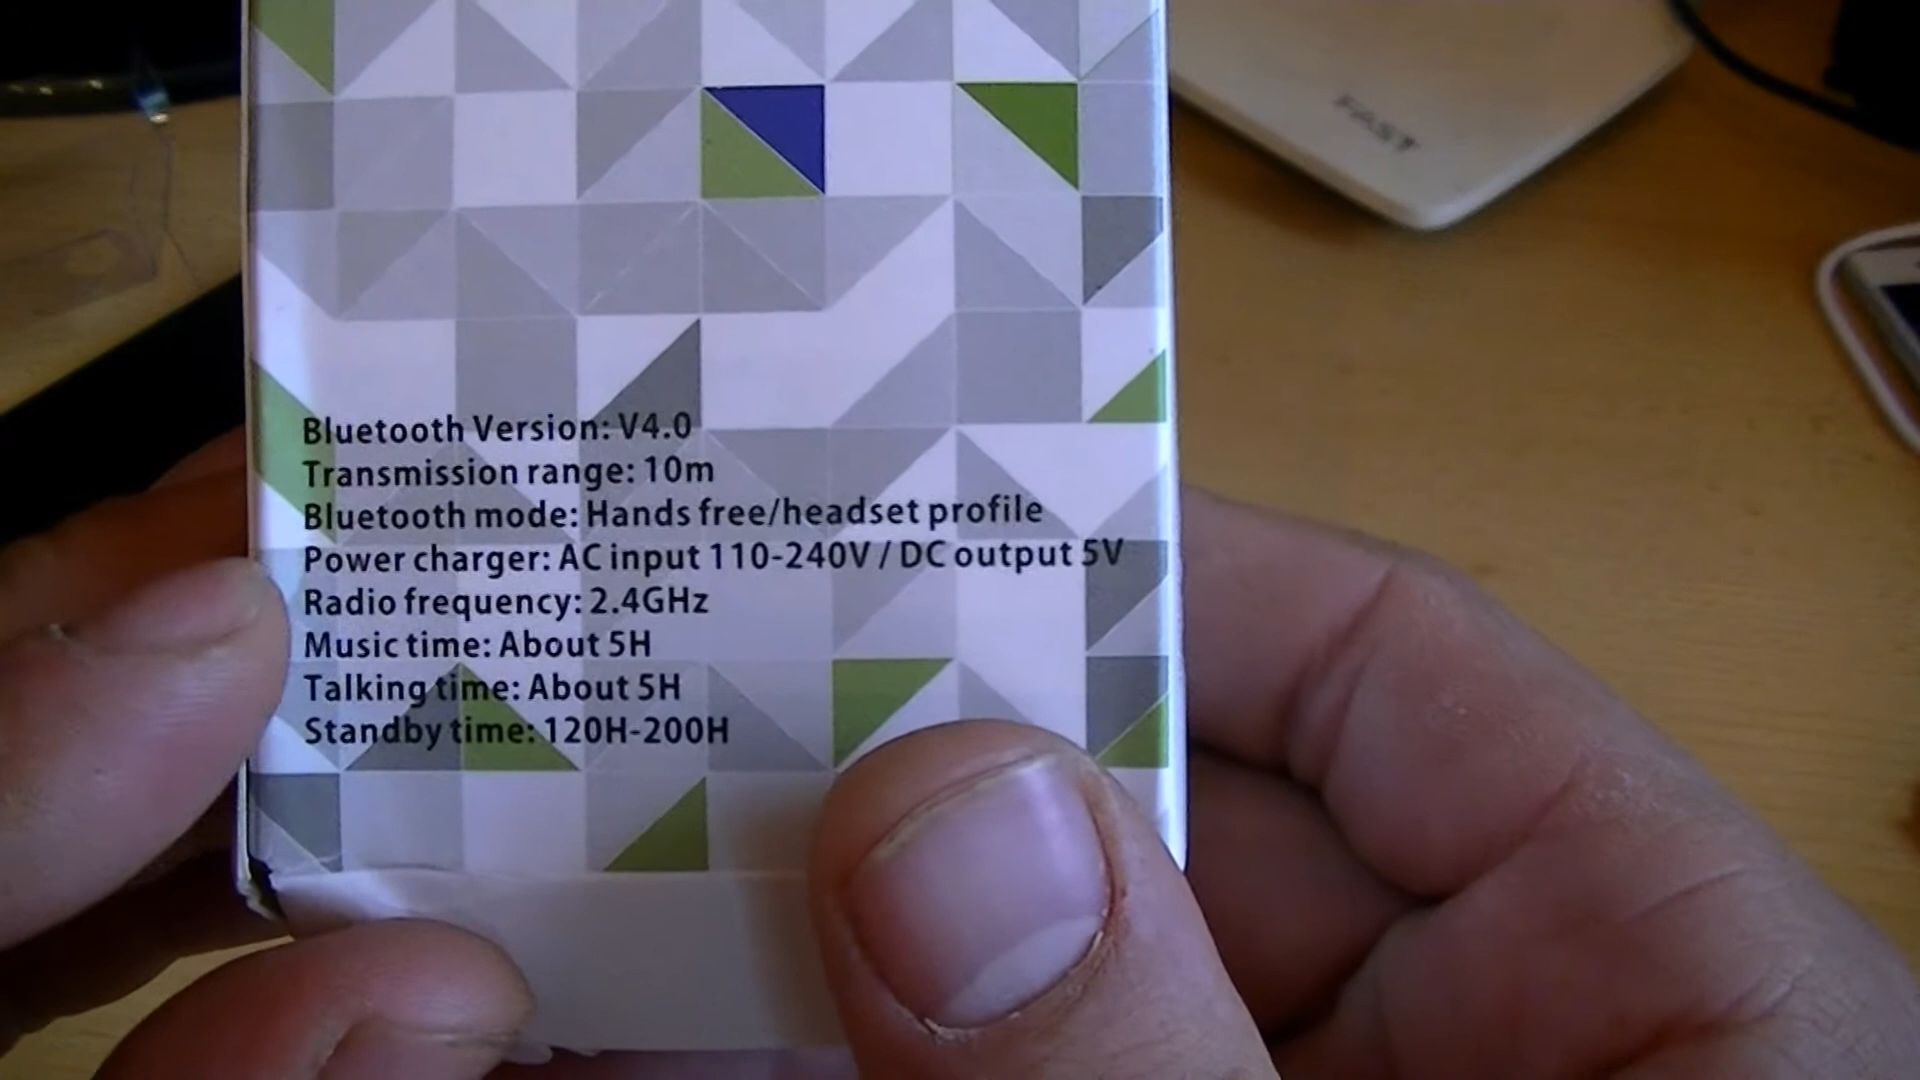 FAST
Bluetooth Version: V4.0
Transmission range: 10m
Bluetooth mode: Hands free/headset profile
Power charger: AC input 110-240V / DC output 5V
Radio frequency: 2.4GHz
Music time: About 5H
Talking time: About 5H
Standby time: 120H-200H